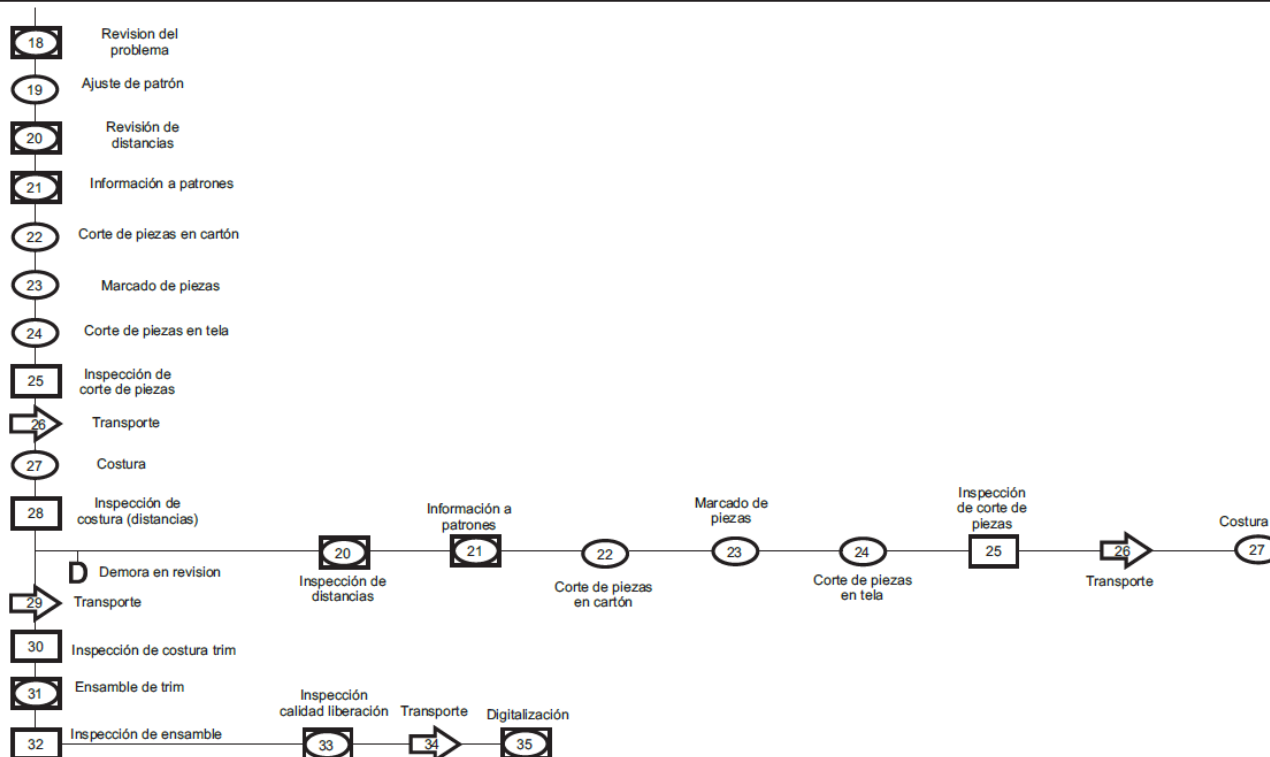 18
Revision del
problema
19
Ajuste de patrón
20
Revisión de
distancias
21
Información a patrones
22
Corte de piezas en cartón
23
Marcado de piezas
24
Corte de piezas en tela
25
Inspección de
corte de piezas
26
Transporte
27
Costura
28
Inspección de
costura (distancias)
D Demora en revision
20
Inspección de
distancias
Información a
patrones
21
22
Corte de piezas
en cartón
Marcado de
piezas
23
24
Corte de piezas
en tela
Inspección
de corte de
piezas
25
26
Transporte
Costura
27
29
Transporte
30
Inspección de costura trim
31
Ensamble de trim
32
Inspección de ensamble
Inspección
calidad liberación
33
Transporte
34
Digitalización
35